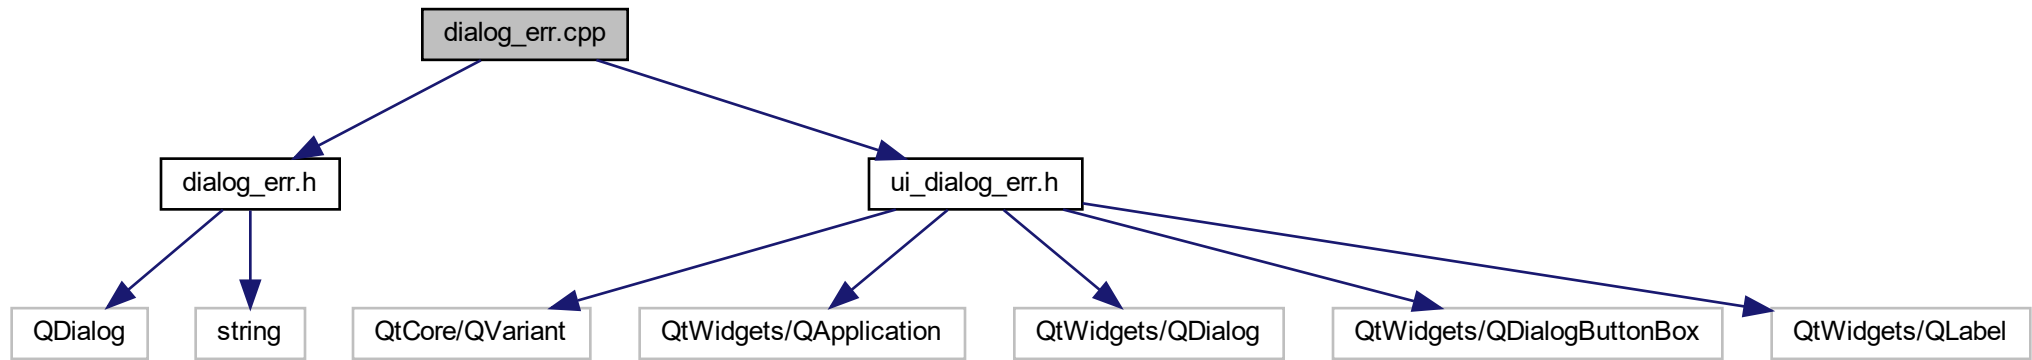 dialog_err.cpp
dialog_err.h
ui_dialog_err.h
QDialog
string
QtCore/QVariant
QtWidgets/QApplication
QtWidgets/QDialog
QtWidgets/QDialogButtonBox
QtWidgets/QLabel